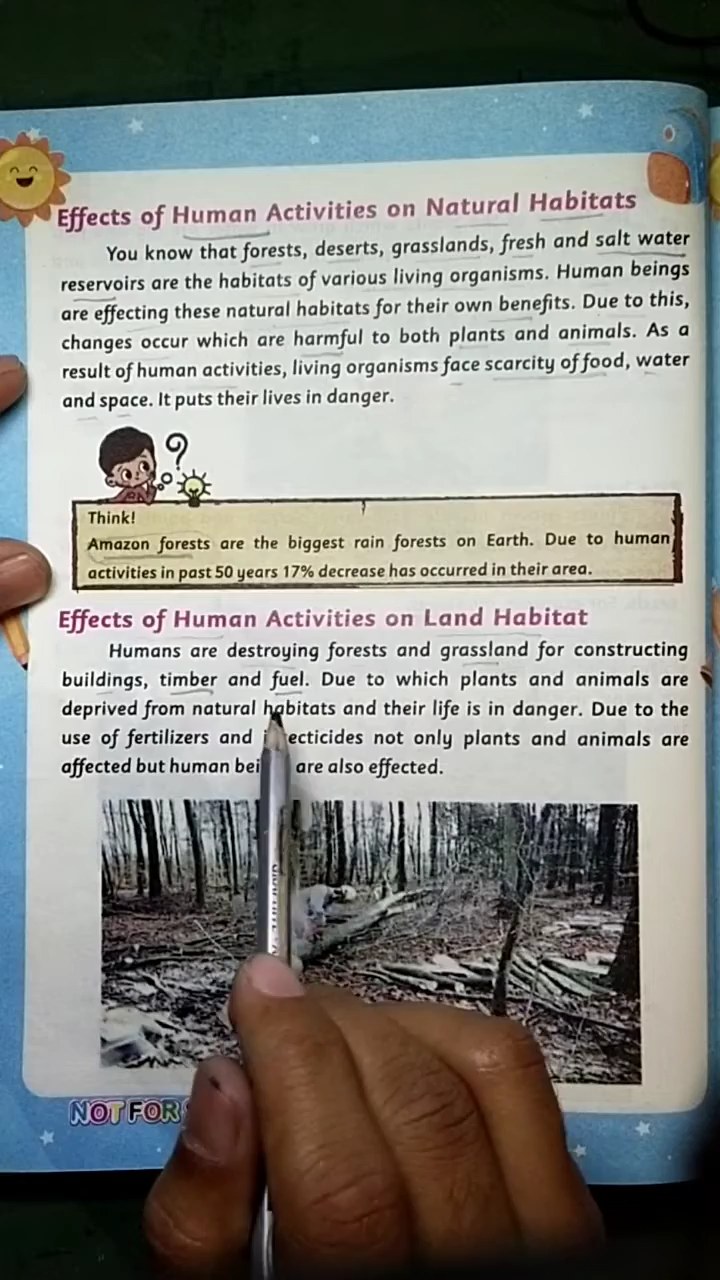 Effects of Human Activities on Natural Habitats
You know that forests, deserts, grasslands, fresh and salt water
reservoirs are the habitats of various living organisms. Human beings
are effecting these natural habitats for their own benefits. Due to this,
changes occur which are harmful to both plants and animals. As a
result of human activities, living organisms face scarcity of food, water
and space. It puts their lives in danger.
?
Think!
Amazon forests are the biggest rain forests on Earth. Due to human
activities in past 50 years 17% decrease has occurred in their area.
Effects of Human Activities on Land Habitat
Humans are destroying forests and grassland for constructing
buildings, timber and fuel. Due to which plants and animals are
deprived from natural habitats and their life is in danger. Due to the
use of fertilizers and not only plants and animals are
affected but human are also effected.
NOT FOR